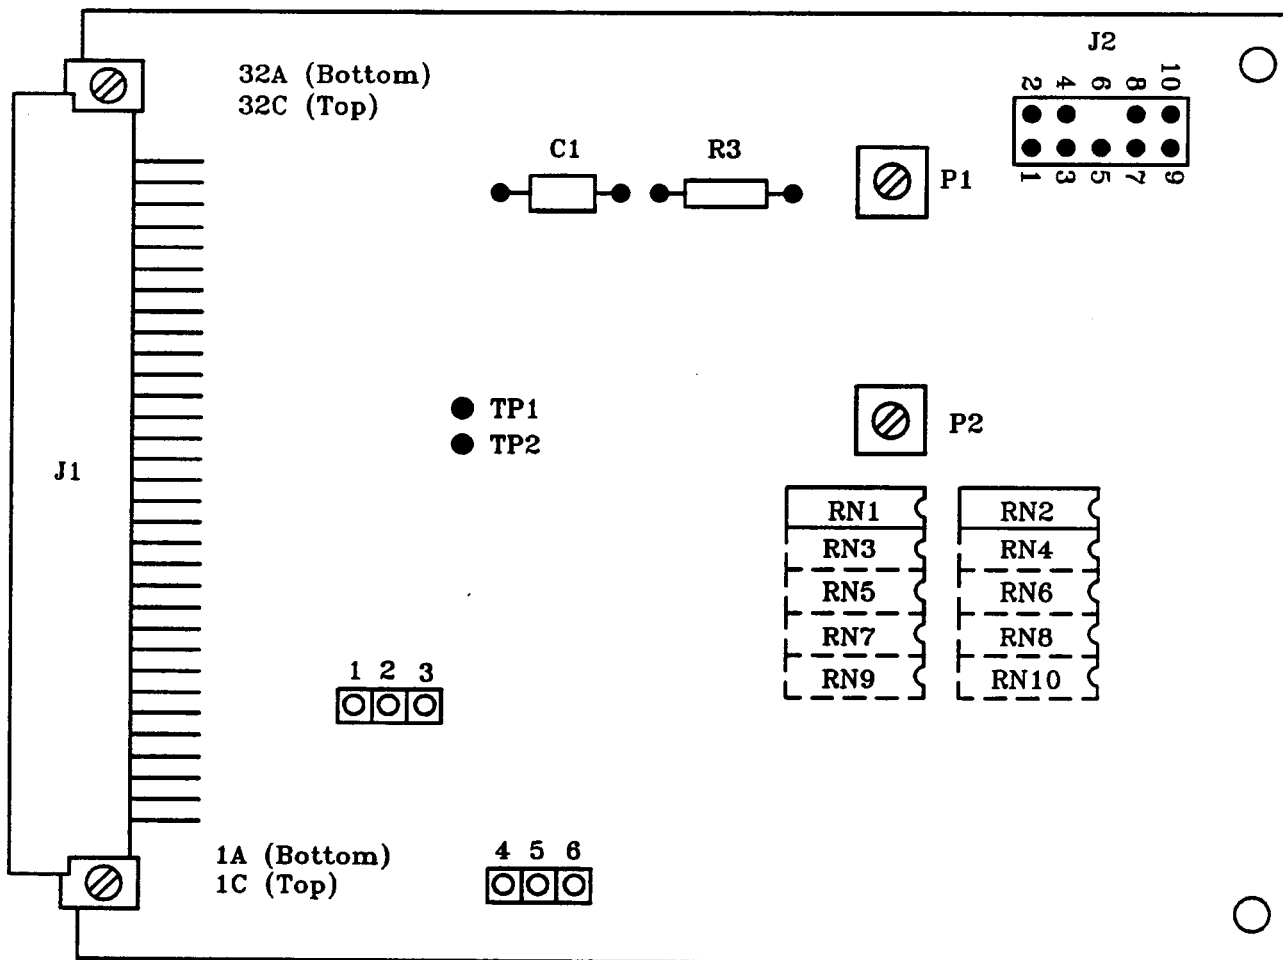 J2
32A (Bottom)
32C (Top)
2 4 6 8 10
1 3 5 7 9
C1
R3
P1
TP1
TP2
P2
J1
RN1
RN2
RN3
RN4
RN5
RN6
RN7
RN8
RN9
RN10
1 2 3
1A (Bottom)
1C (Top)
4 5 6